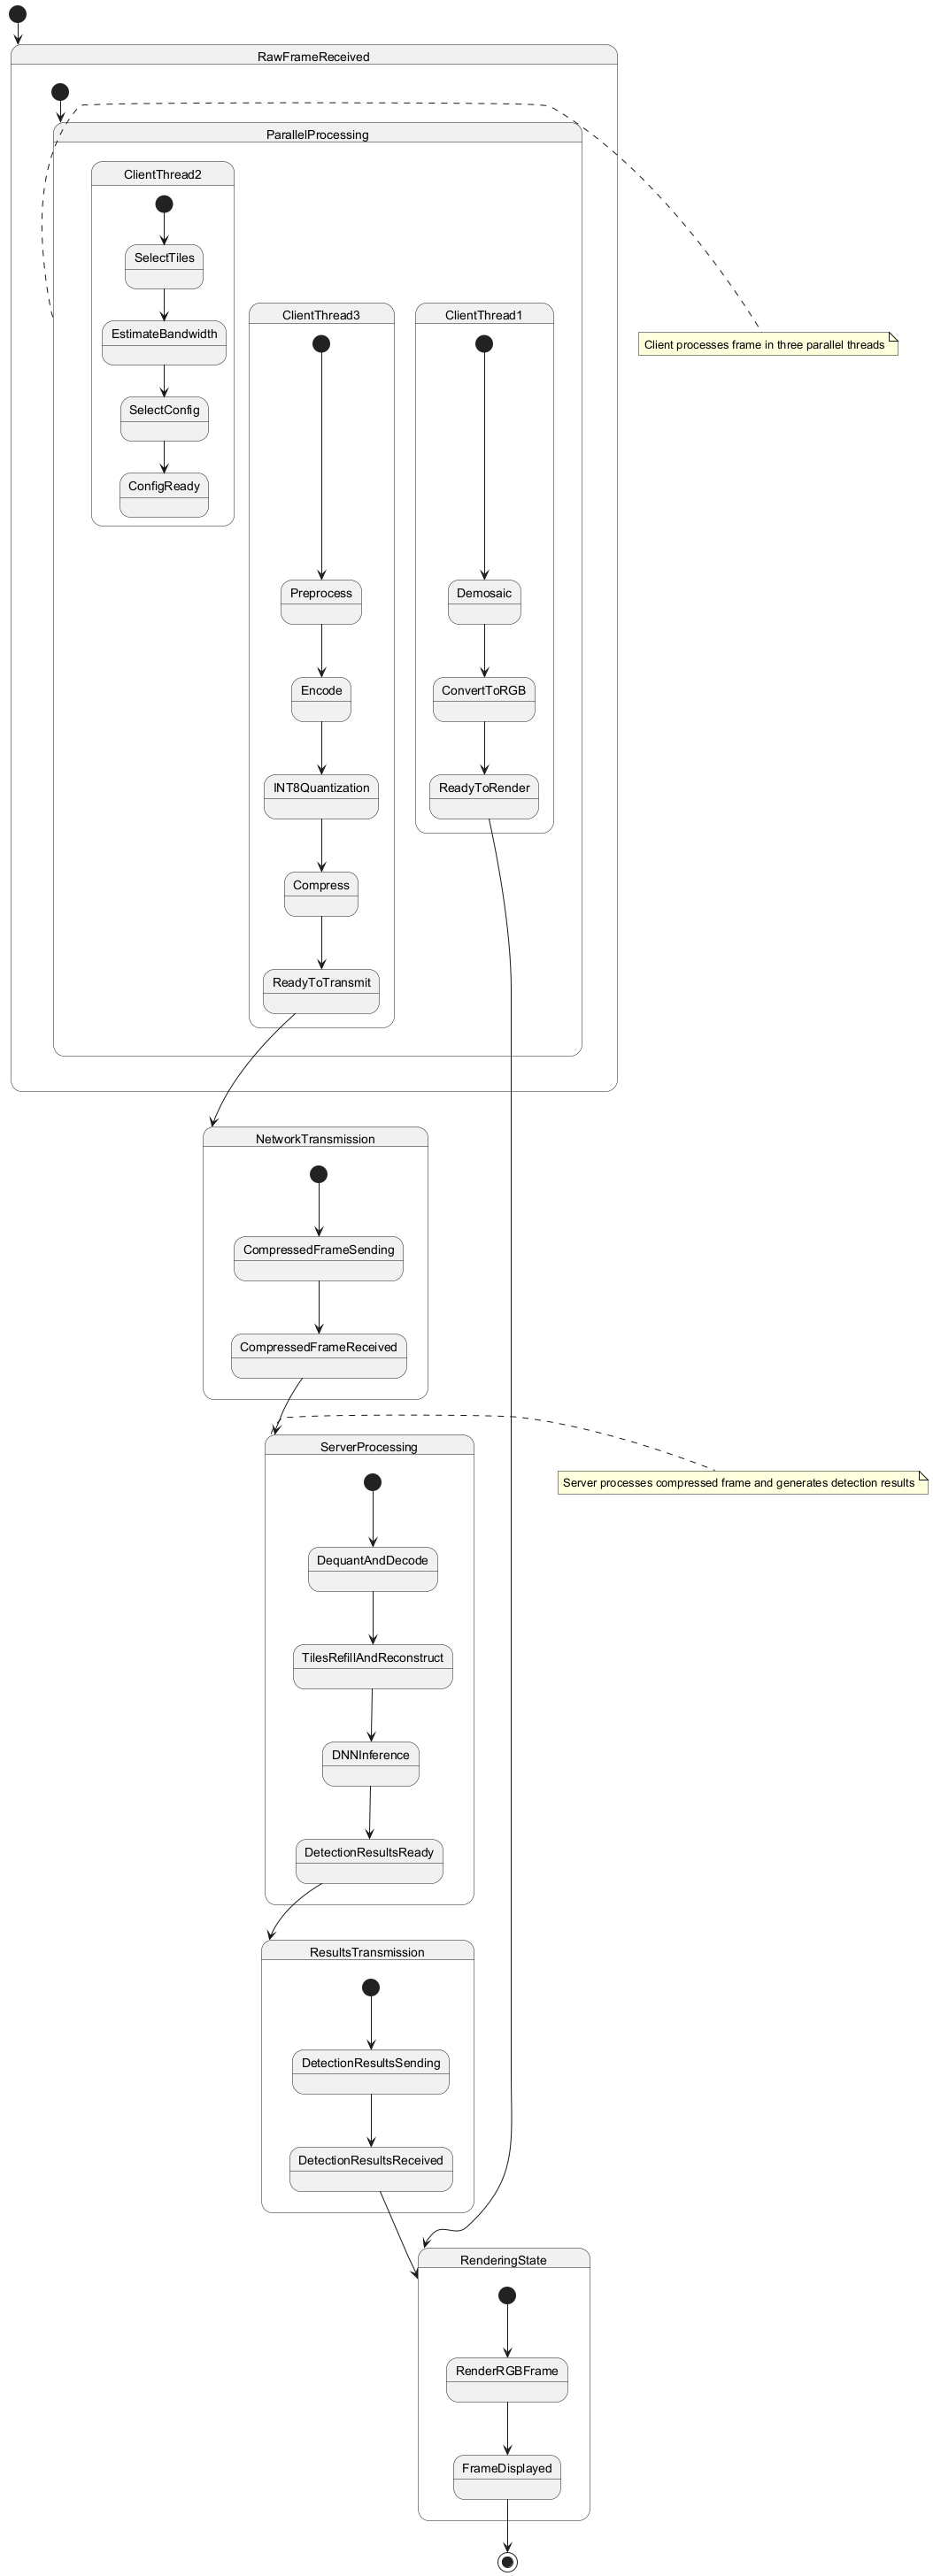 RawFrameReceived
ParallelProcessing
ClientThread2
SelectTiles
EstimateBandwidth
SelectConfig
ConfigReady
ClientThread3
Preprocess
Encode
INT8Quantization
Compress
ReadyToTransmit
ClientThread1
Demosaic
ConvertToRGB
ReadyToRender
Client processes frame in three parallel threads
NetworkTransmission
CompressedFrameSending
CompressedFrameReceived
ServerProcessing
Server processes compressed frame and generates detection results
DequantAndDecode
TilesRefillAndReconstruct
DNNInference
DetectionResultsReady
ResultsTransmission
DetectionResultsSending
DetectionResultsReceived
RenderingState
RenderRGBFrame
FrameDisplayed